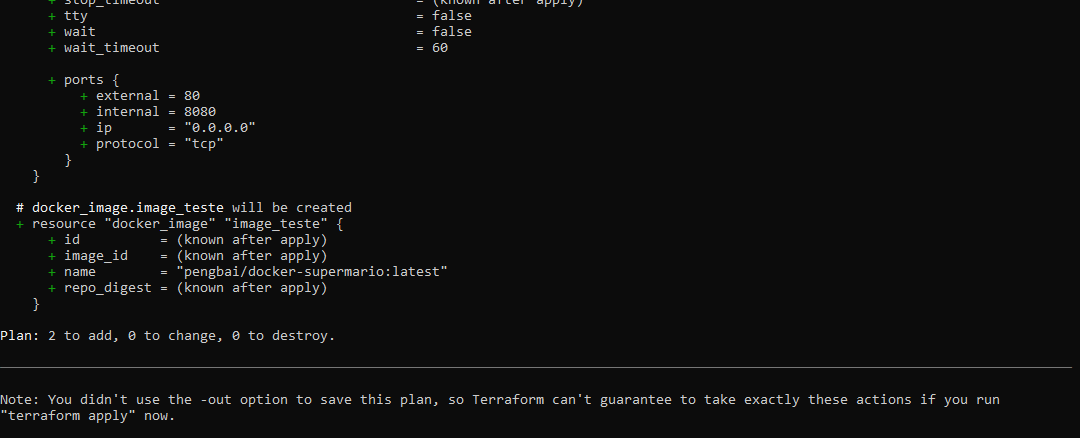 + stop_timeout = (known after apply)
+ tty = false
+ wait = false
+ wait_timeout = 60
+ ports {
+ external = 80
+ internal = 8080
+ ip = "0.0.0.0"
+ protocol = "tcp"
}
}
# docker_image.image_teste will be created
+ resource "docker_image" "image_teste" {
+ id = (known after apply)
+ image_id = (known after apply)
+ name = "pengbai/docker-supermario:latest"
+ repo_digest = (known after apply)
}
Plan: 2 to add, 0 to change, 0 to destroy.
Note: You didn't use the -out option to save this plan, so Terraform can't guarantee to take exactly these actions if you run
"terraform apply" now.